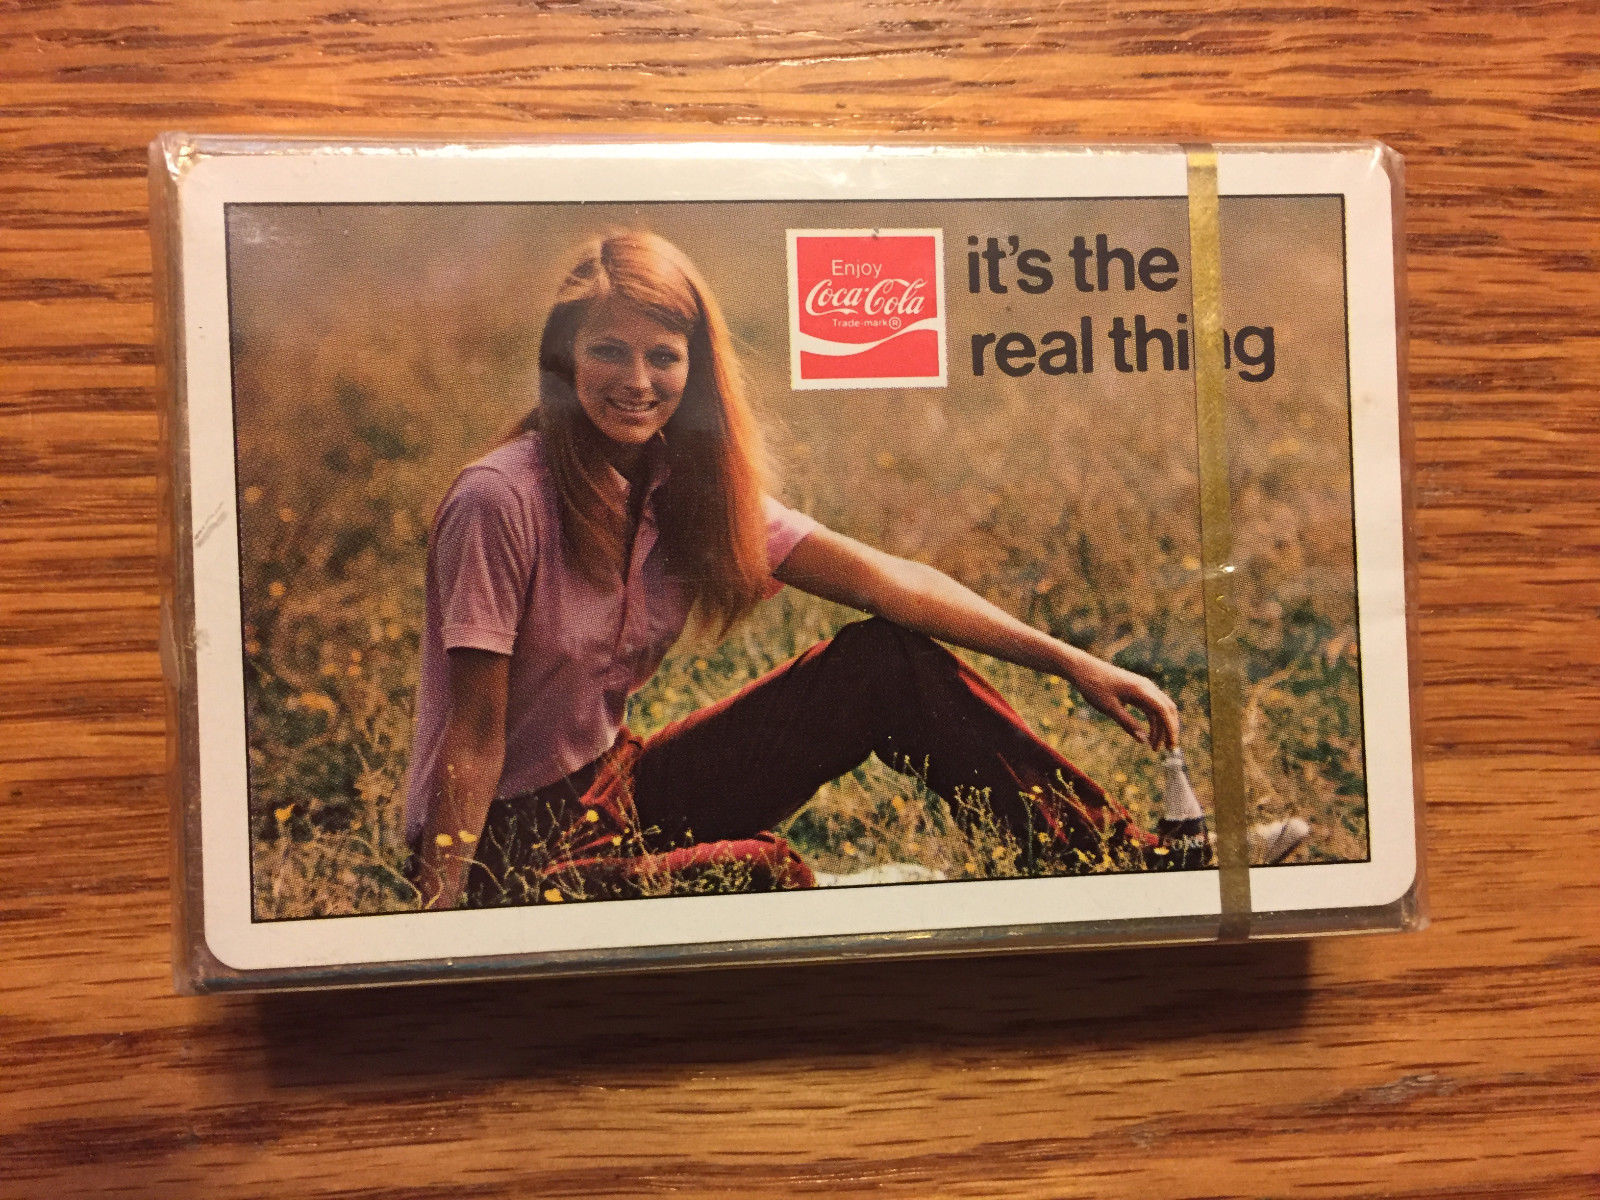 Enjoy
Coca-Cola
Trade-mark®
it's the
real thing